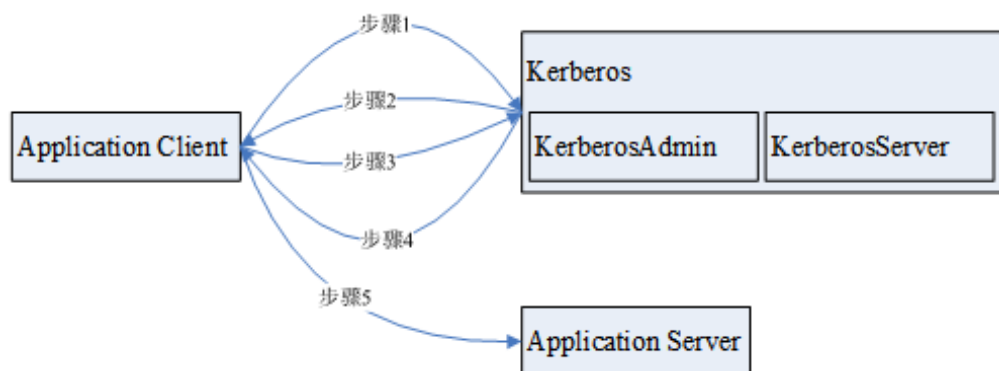 步骤1
Kerberos
步骤2
Application Client
KerberosAdmin
KerberosServer
步骤3
步骤4
步骤5
Application Server